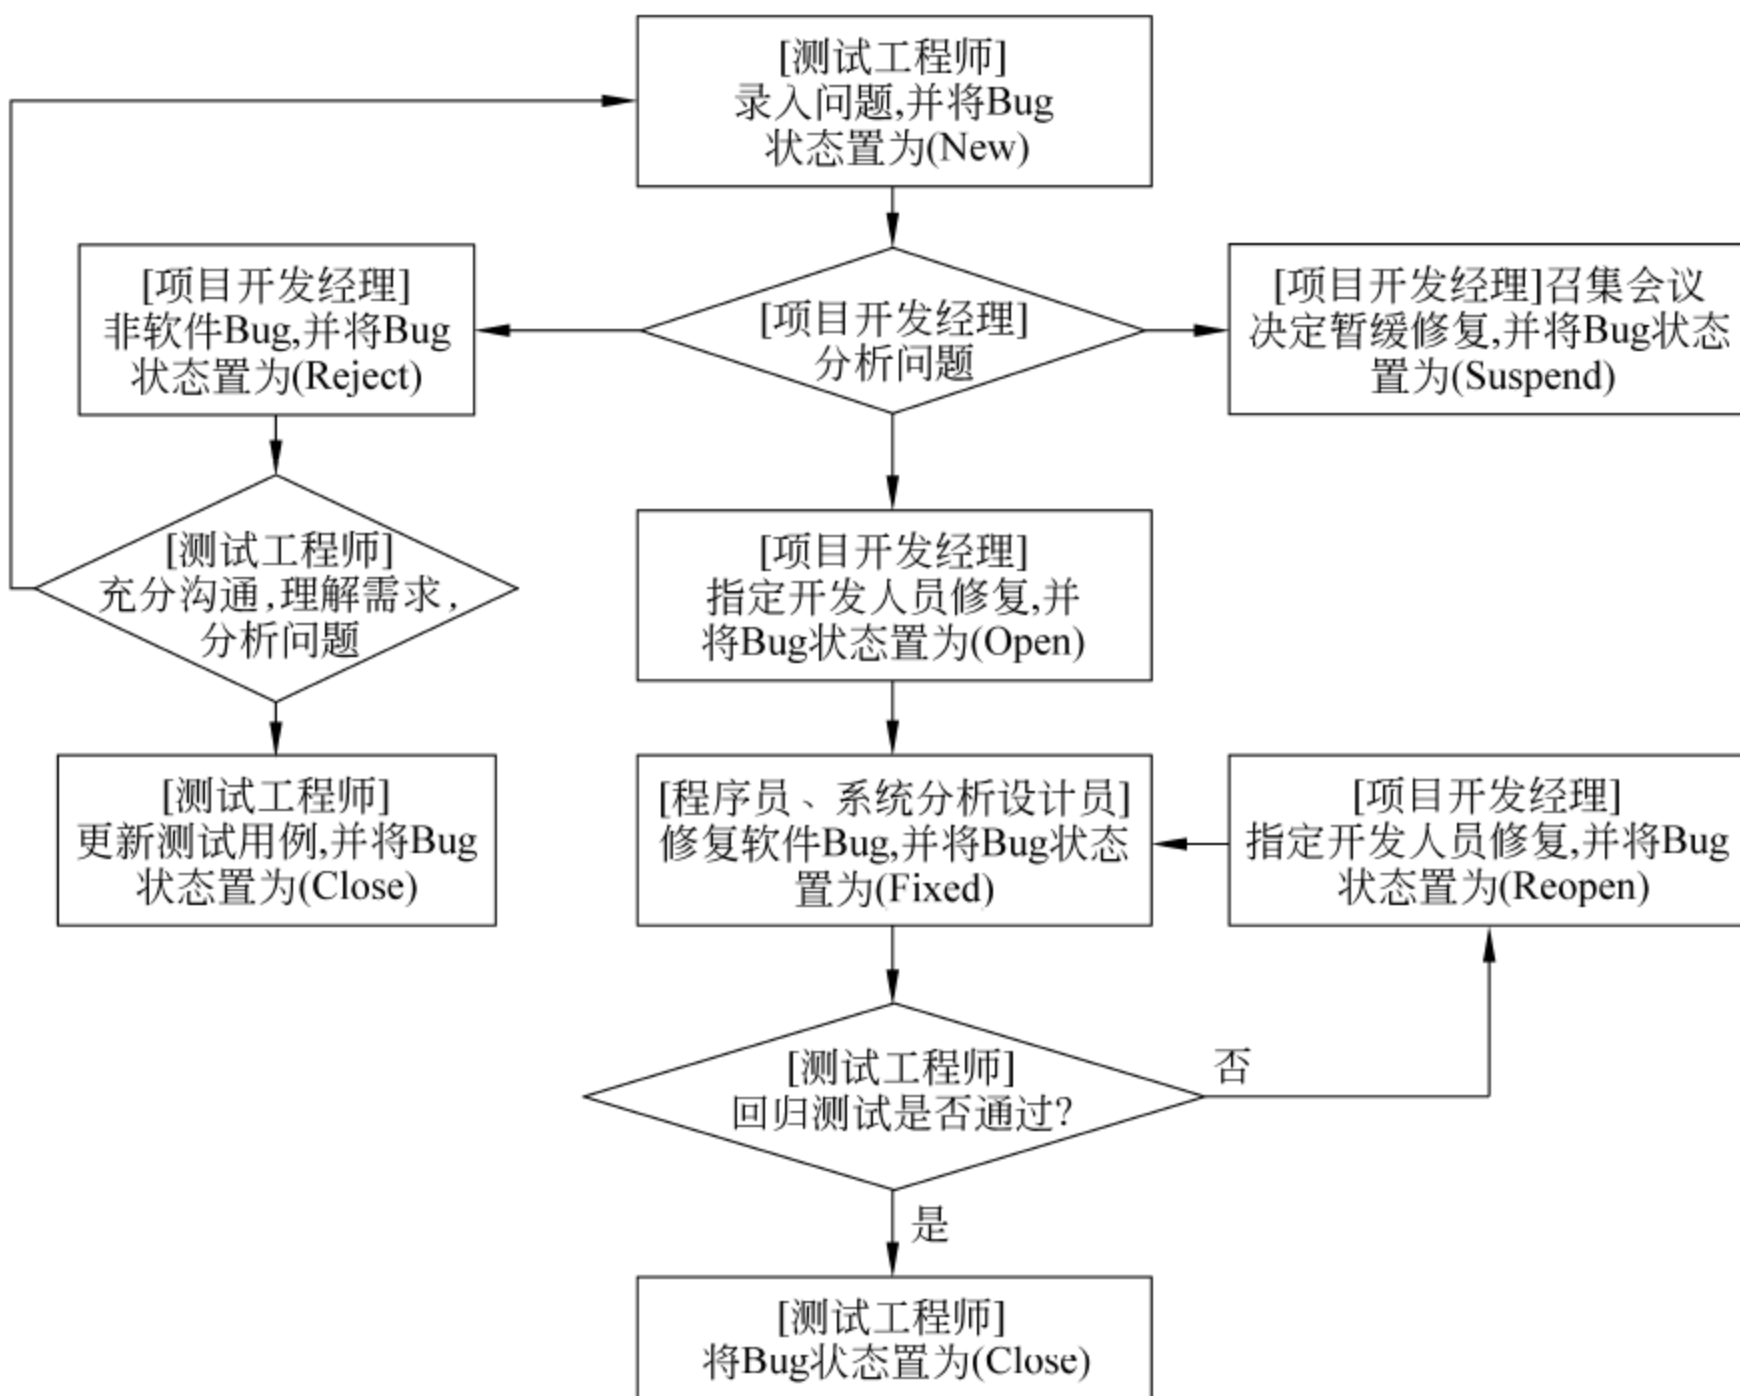 [测试工程师]
录入问题,并将Bug
状态置为(New)
[项目开发经理]
非软件Bug,并将Bug
状态置为(Reject)
[项目开发经理]
分析问题
[项目开发经理]召集会议
决定暂缓修复,并将Bug状态
置为(Suspend)
[测试工程师]
充分沟通,理解需求,
分析问题
[项目开发经理]
指定开发人员修复,并
将Bug状态置为(Open)
[测试工程师]
更新测试用例,并将Bug
状态置为(Close)
[程序员、系统分析设计员]
修复软件Bug,并将Bug状态
置为(Fixed)
[项目开发经理]
指定开发人员修复,并将Bug
状态置为(Reopen)
[测试工程师]
回归测试是否通过?
否
是
[测试工程师]
将Bug状态置为(Close)